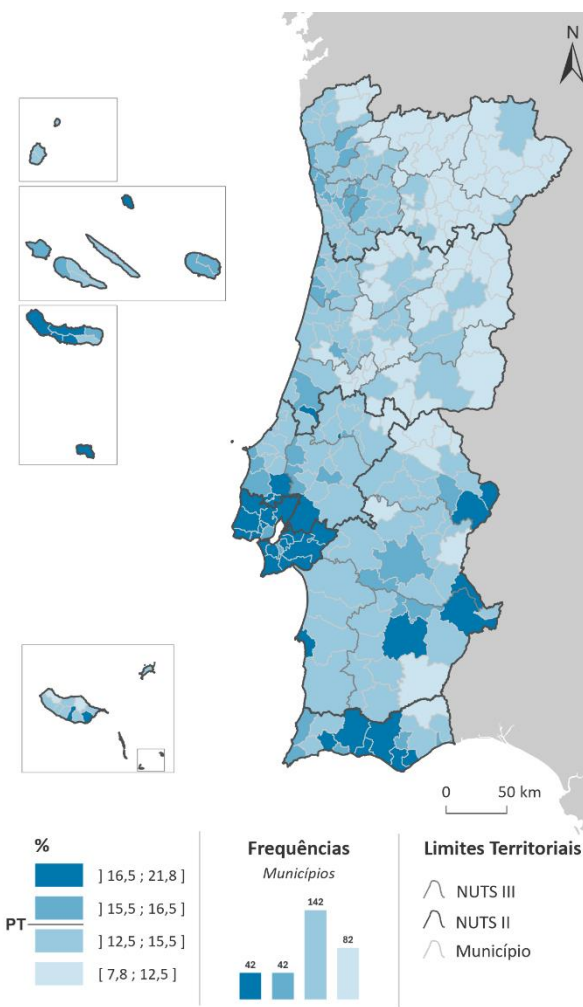 N
0 50 km
%
] 16,5 ; 21,8 ]
] 15,5 ; 16,5 ]
PT
] 12,5 ; 15,5 ]
[ 7,8 ; 12,5 ]
Frequências
Municípios
142
82
42 42
Limites Territoriais
NUTS III
NUTS II
Município